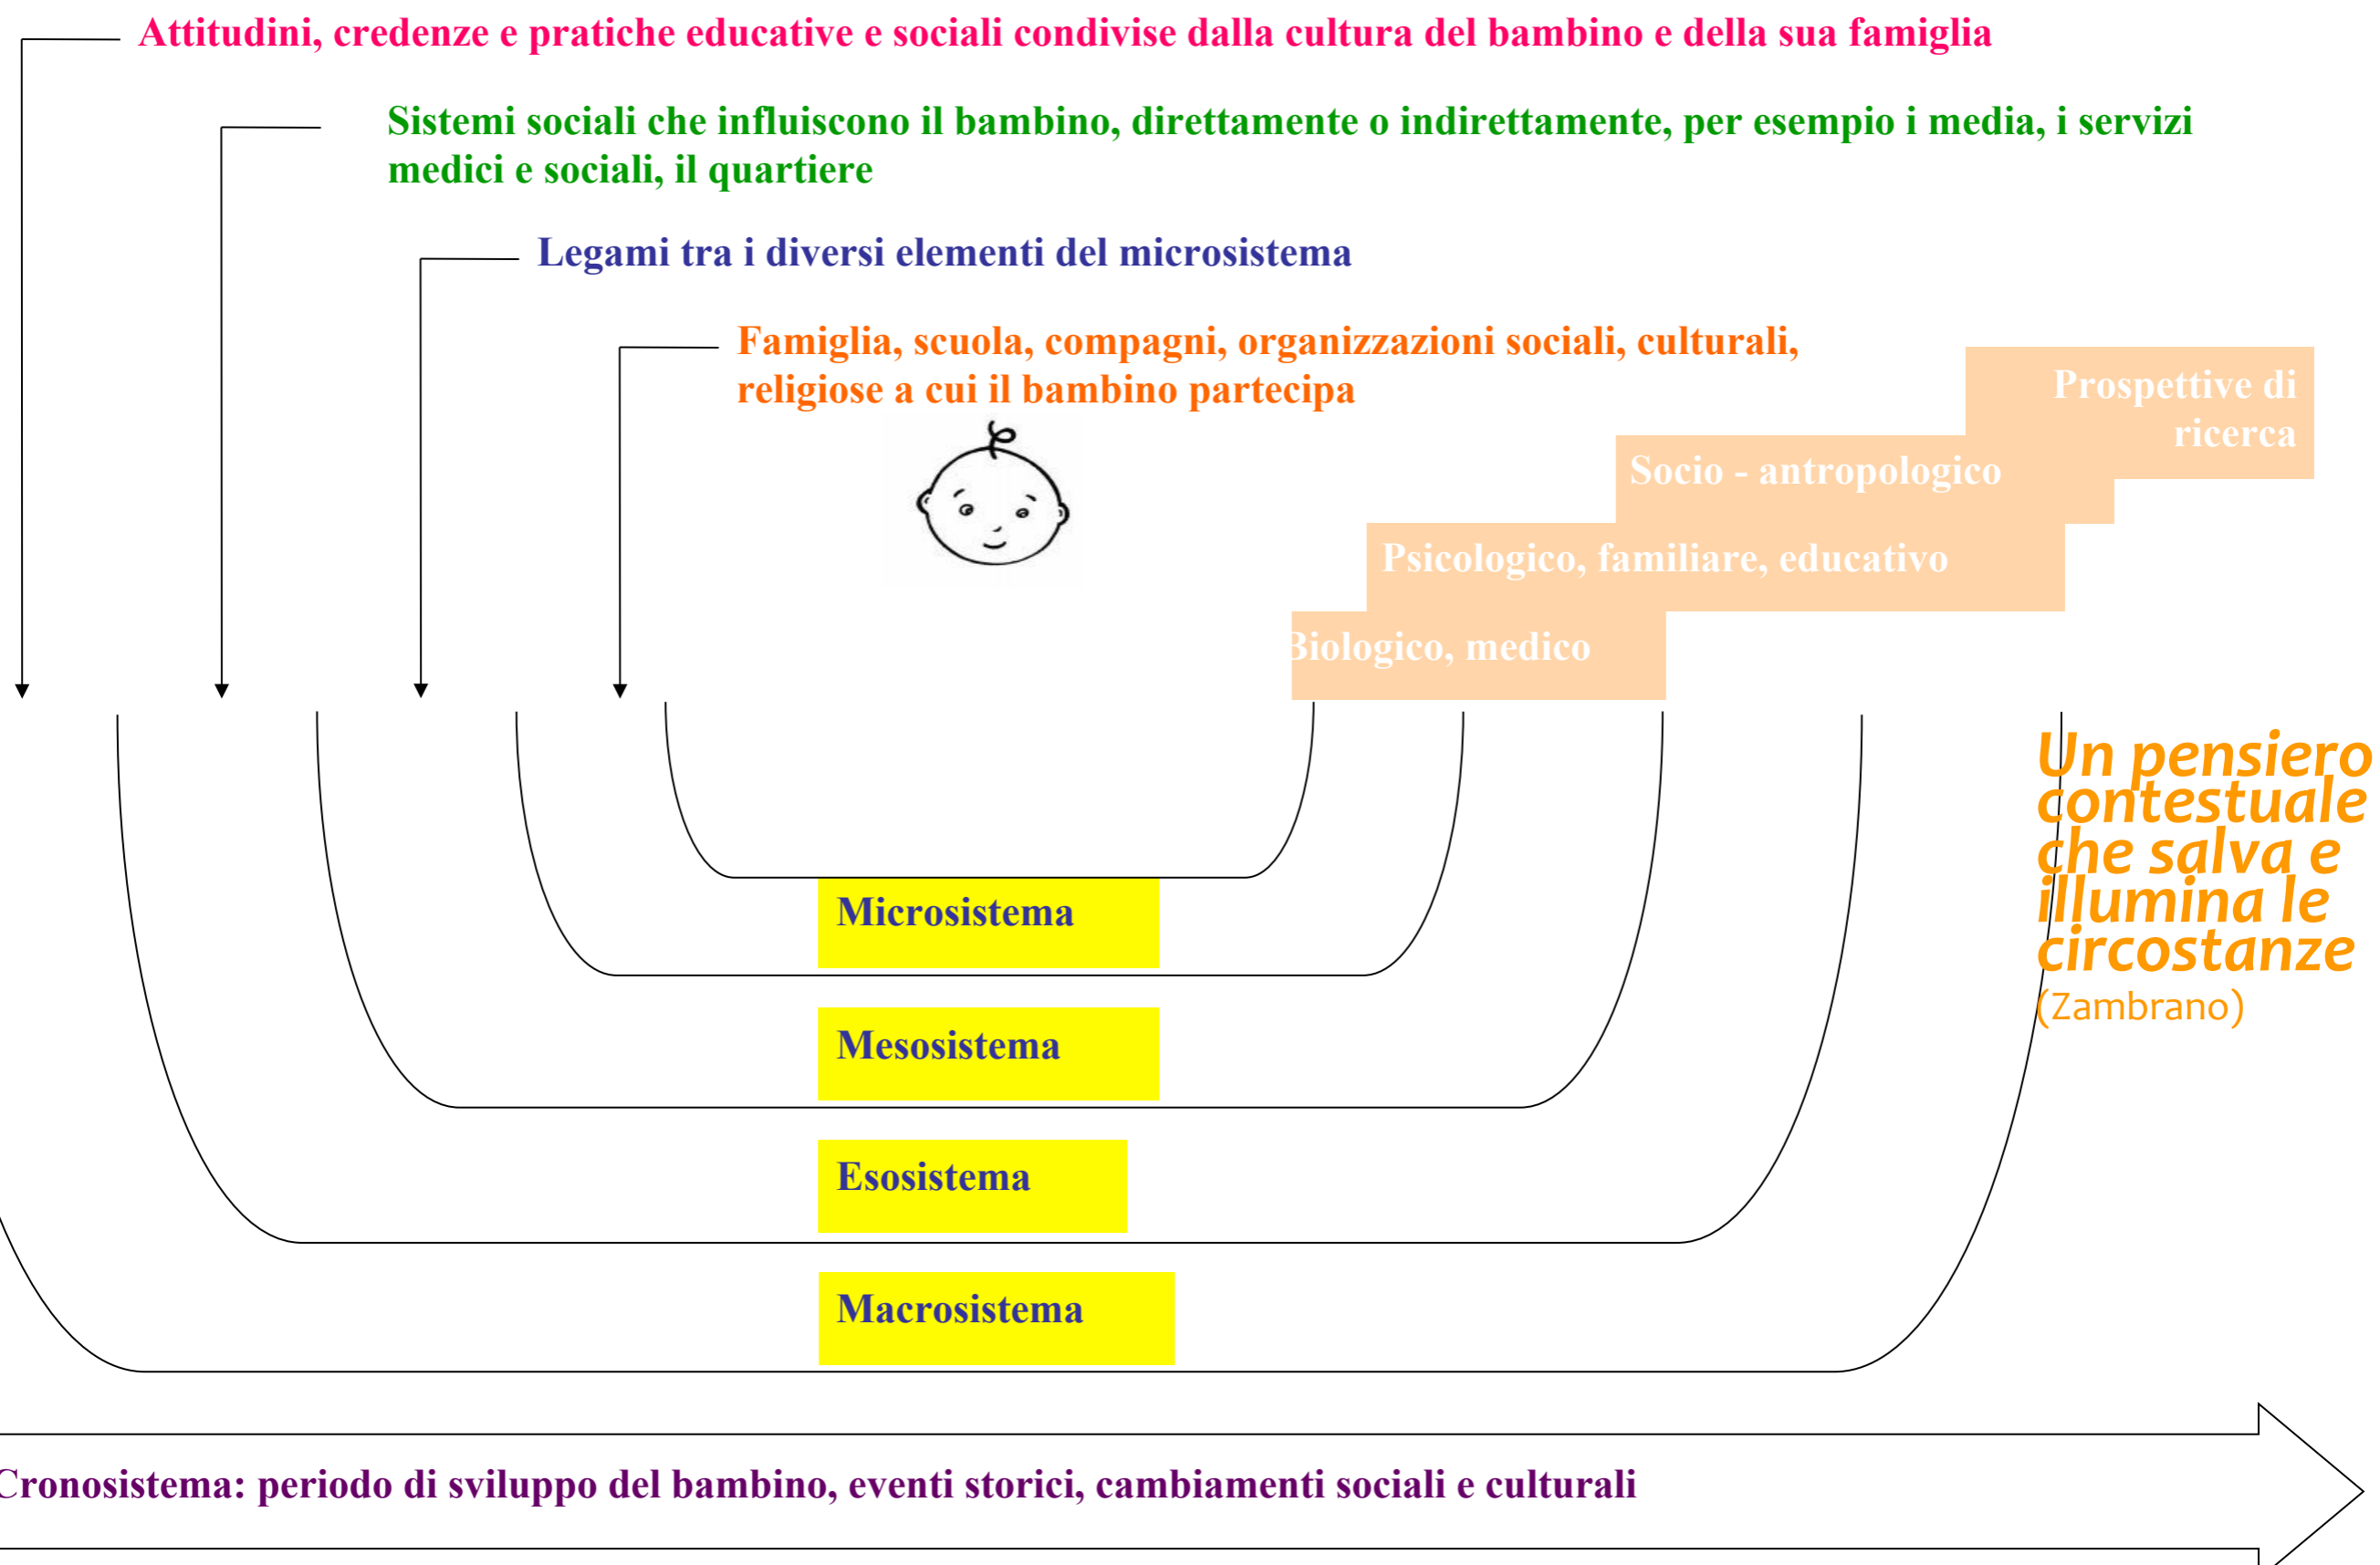 Attitudini, credenze e pratiche educative e sociali condivise dalla cultura del bambino e della sua famiglia
Sistemi sociali che influiscono il bambino, direttamente o indirettamente, per esempio i media, i servizi
medici e sociali, il quartiere
Legami tra i diversi elementi del microsistema
Famiglia, scuola, compagni, organizzazioni sociali, culturali,
religiose a cui il bambino partecipa
Prospettive di
ricerca
Socio - antropologico
Psicologico, familiare, educativo
Biologico, medico
Un pensiero
contestuale
che salva e
illumina le
circostanze
(Zambrano)
Microsistema
Mesosistema
Esosistema
Macrosistema
Cronosistema: periodo di sviluppo del bambino, eventi storici, cambiamenti sociali e culturali